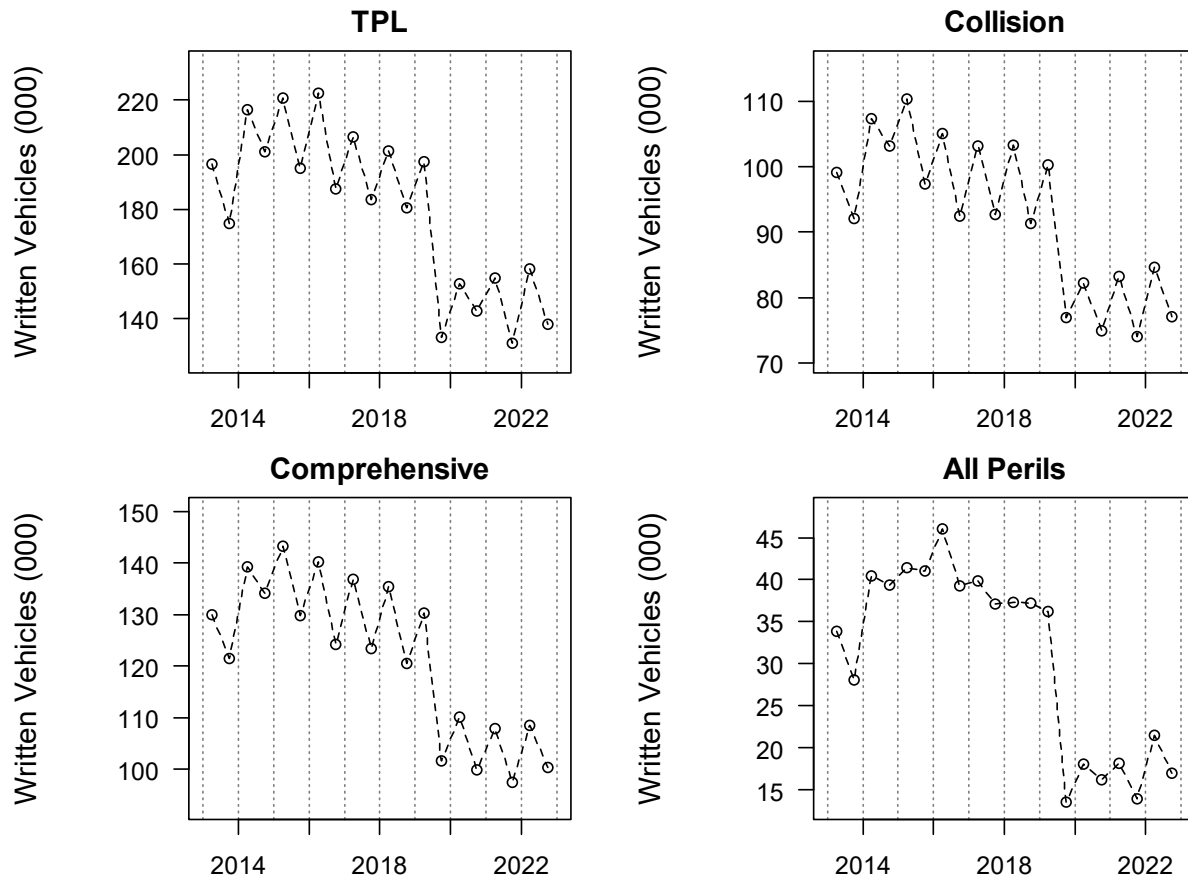 TPL
Written Vehicles (000)
220
200
180
160
140
2014 2018 2022
Collision
Written Vehicles (000)
110
100
90
80
70
2014 2018 2022
Comprehensive
Written Vehicles (000)
150
140
130
120
110
100
2014 2018 2022
All Perils
Written Vehicles (000)
45
40
35
30
25
20
15
2014 2018 2022